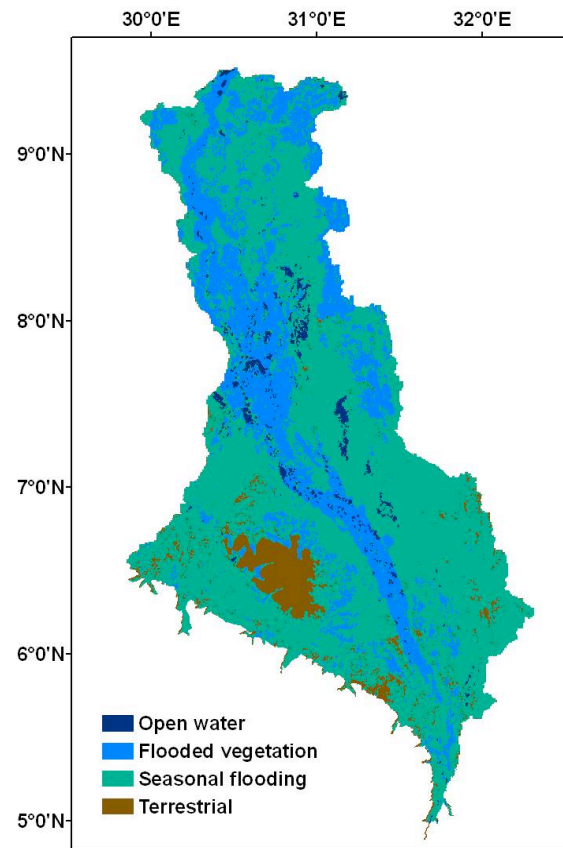 30°0'E 31°0'E 32°0'E
9°0'N
8°0'N
7°0'N
6°0'N
5°0'N
Open water
Flooded vegetation
Seasonal flooding
Terrestrial